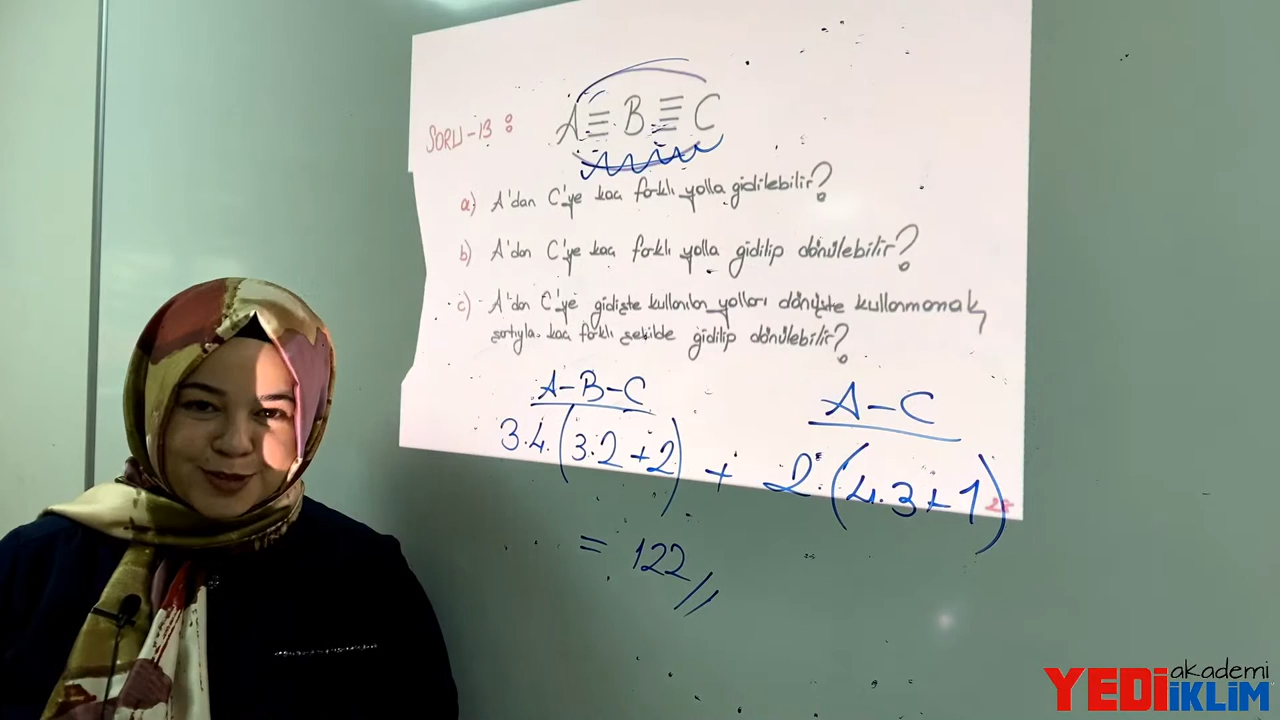 SORU-13:
A≡B≡C
a) A'dan C'ye kaç farklı yolla gidilebilir?
b) A'dan C'ye kaç farklı yolla gidilip dönülebilir?
c) A'dan C'ye gidişte kullanılan yolları dönüşte kullanmamak
şartıyla kaç farklı şekilde gidilip dönülebilir?
A-B-C
A-C
3.4.(3.2+2) + 2.(4.3+1)
= 122//
YEDİ akademi
iKLİM